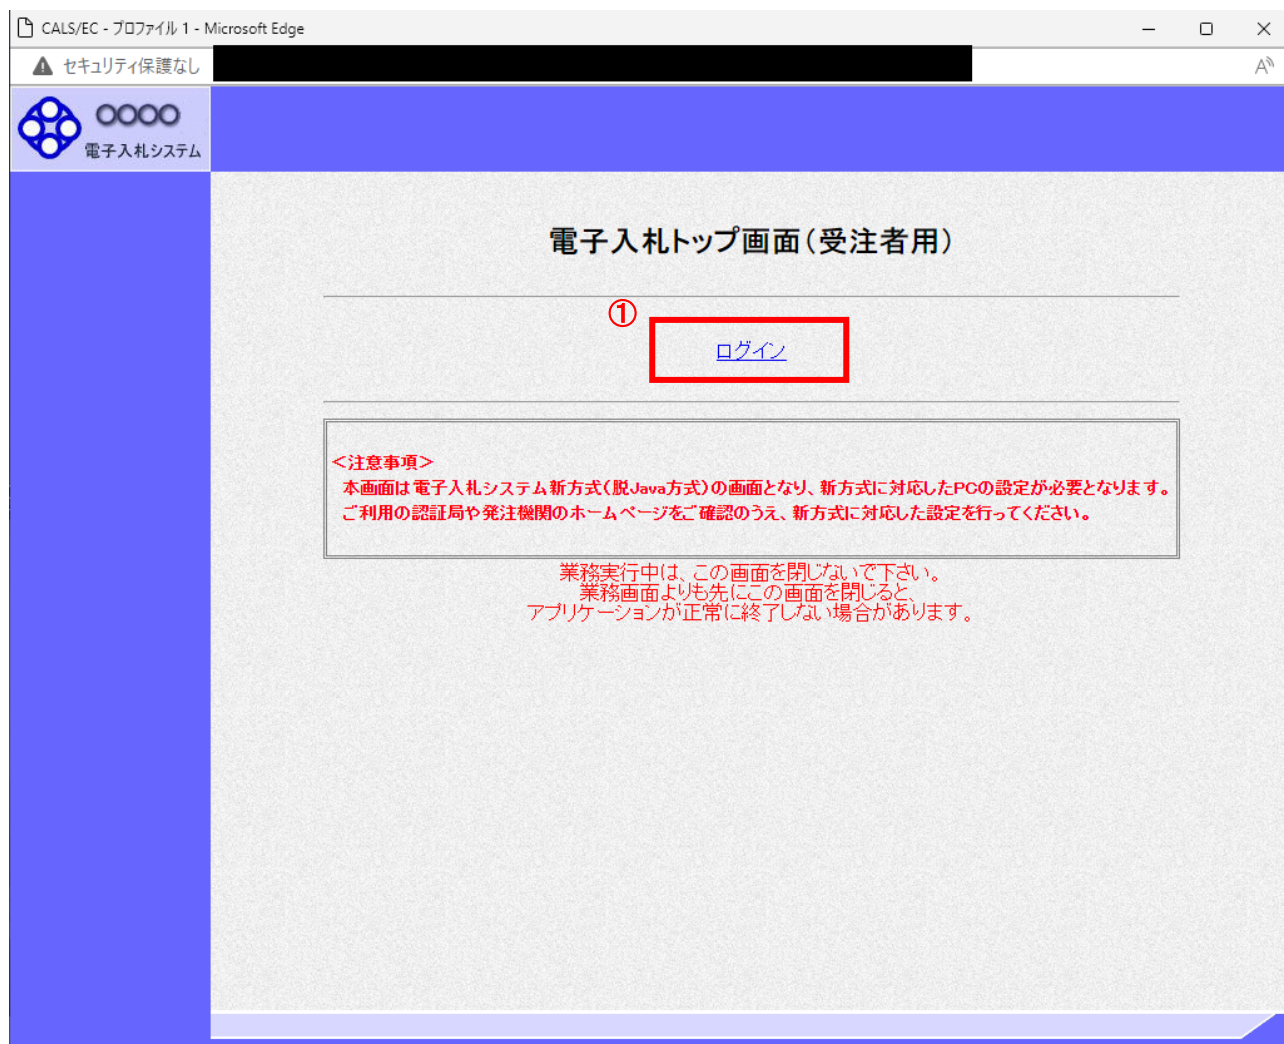 CALS/EC - プロファイル 1 - Microsoft Edge
セキュリティ保護なし
○○○○
電子入札システム
電子入札トップ画面（受注者用）
①
ログイン
＜注意事項＞
本画面は電子入札システム新方式（脱Java方式）の画面となり、新方式に対応したPCの設定が必要となります。
ご利用の認証局や発注機関のホームページをご確認のうえ、新方式に対応した設定を行ってください。
業務実行中は、この画面を閉じないで下さい。
業務画面よりも先にこの画面を閉じると、
アプリケーションが正常に終了しない場合があります。